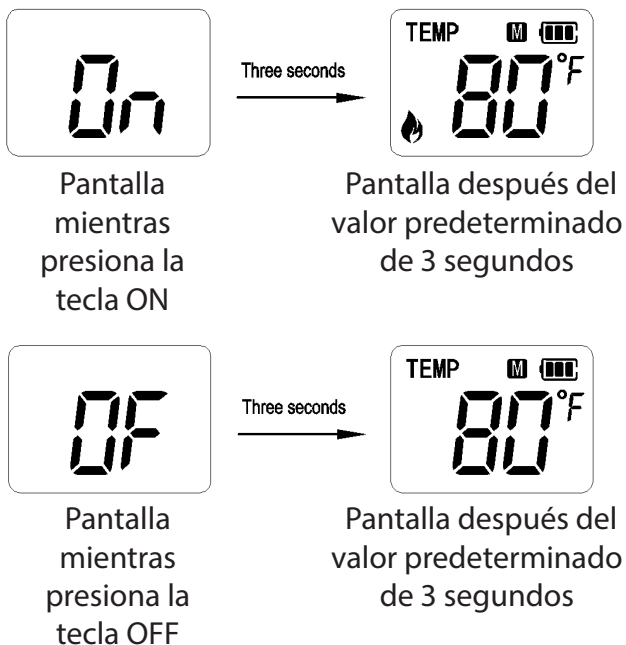 On
Three seconds
TEMP M
80°F
Pantalla
mientras
presiona la
tecla ON
Pantalla después del
valor predeterminado
de 3 segundos
OF
Three seconds
TEMP M
80°F
Pantalla
mientras
presiona la
tecla OFF
Pantalla después del
valor predeterminado
de 3 segundos